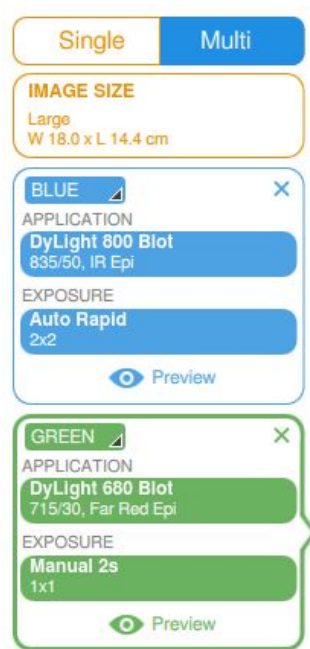 Single Multi
IMAGE SIZE
Large
W 18.0 x L 14.4 cm
BLUE
APPLICATION
DyLight 800 Blot
835/50, IR Epi
EXPOSURE
Auto Rapid
2x2
Preview
GREEN
APPLICATION
DyLight 680 Blot
715/30, Far Red Epi
EXPOSURE
Manual 2s
1x1
Preview